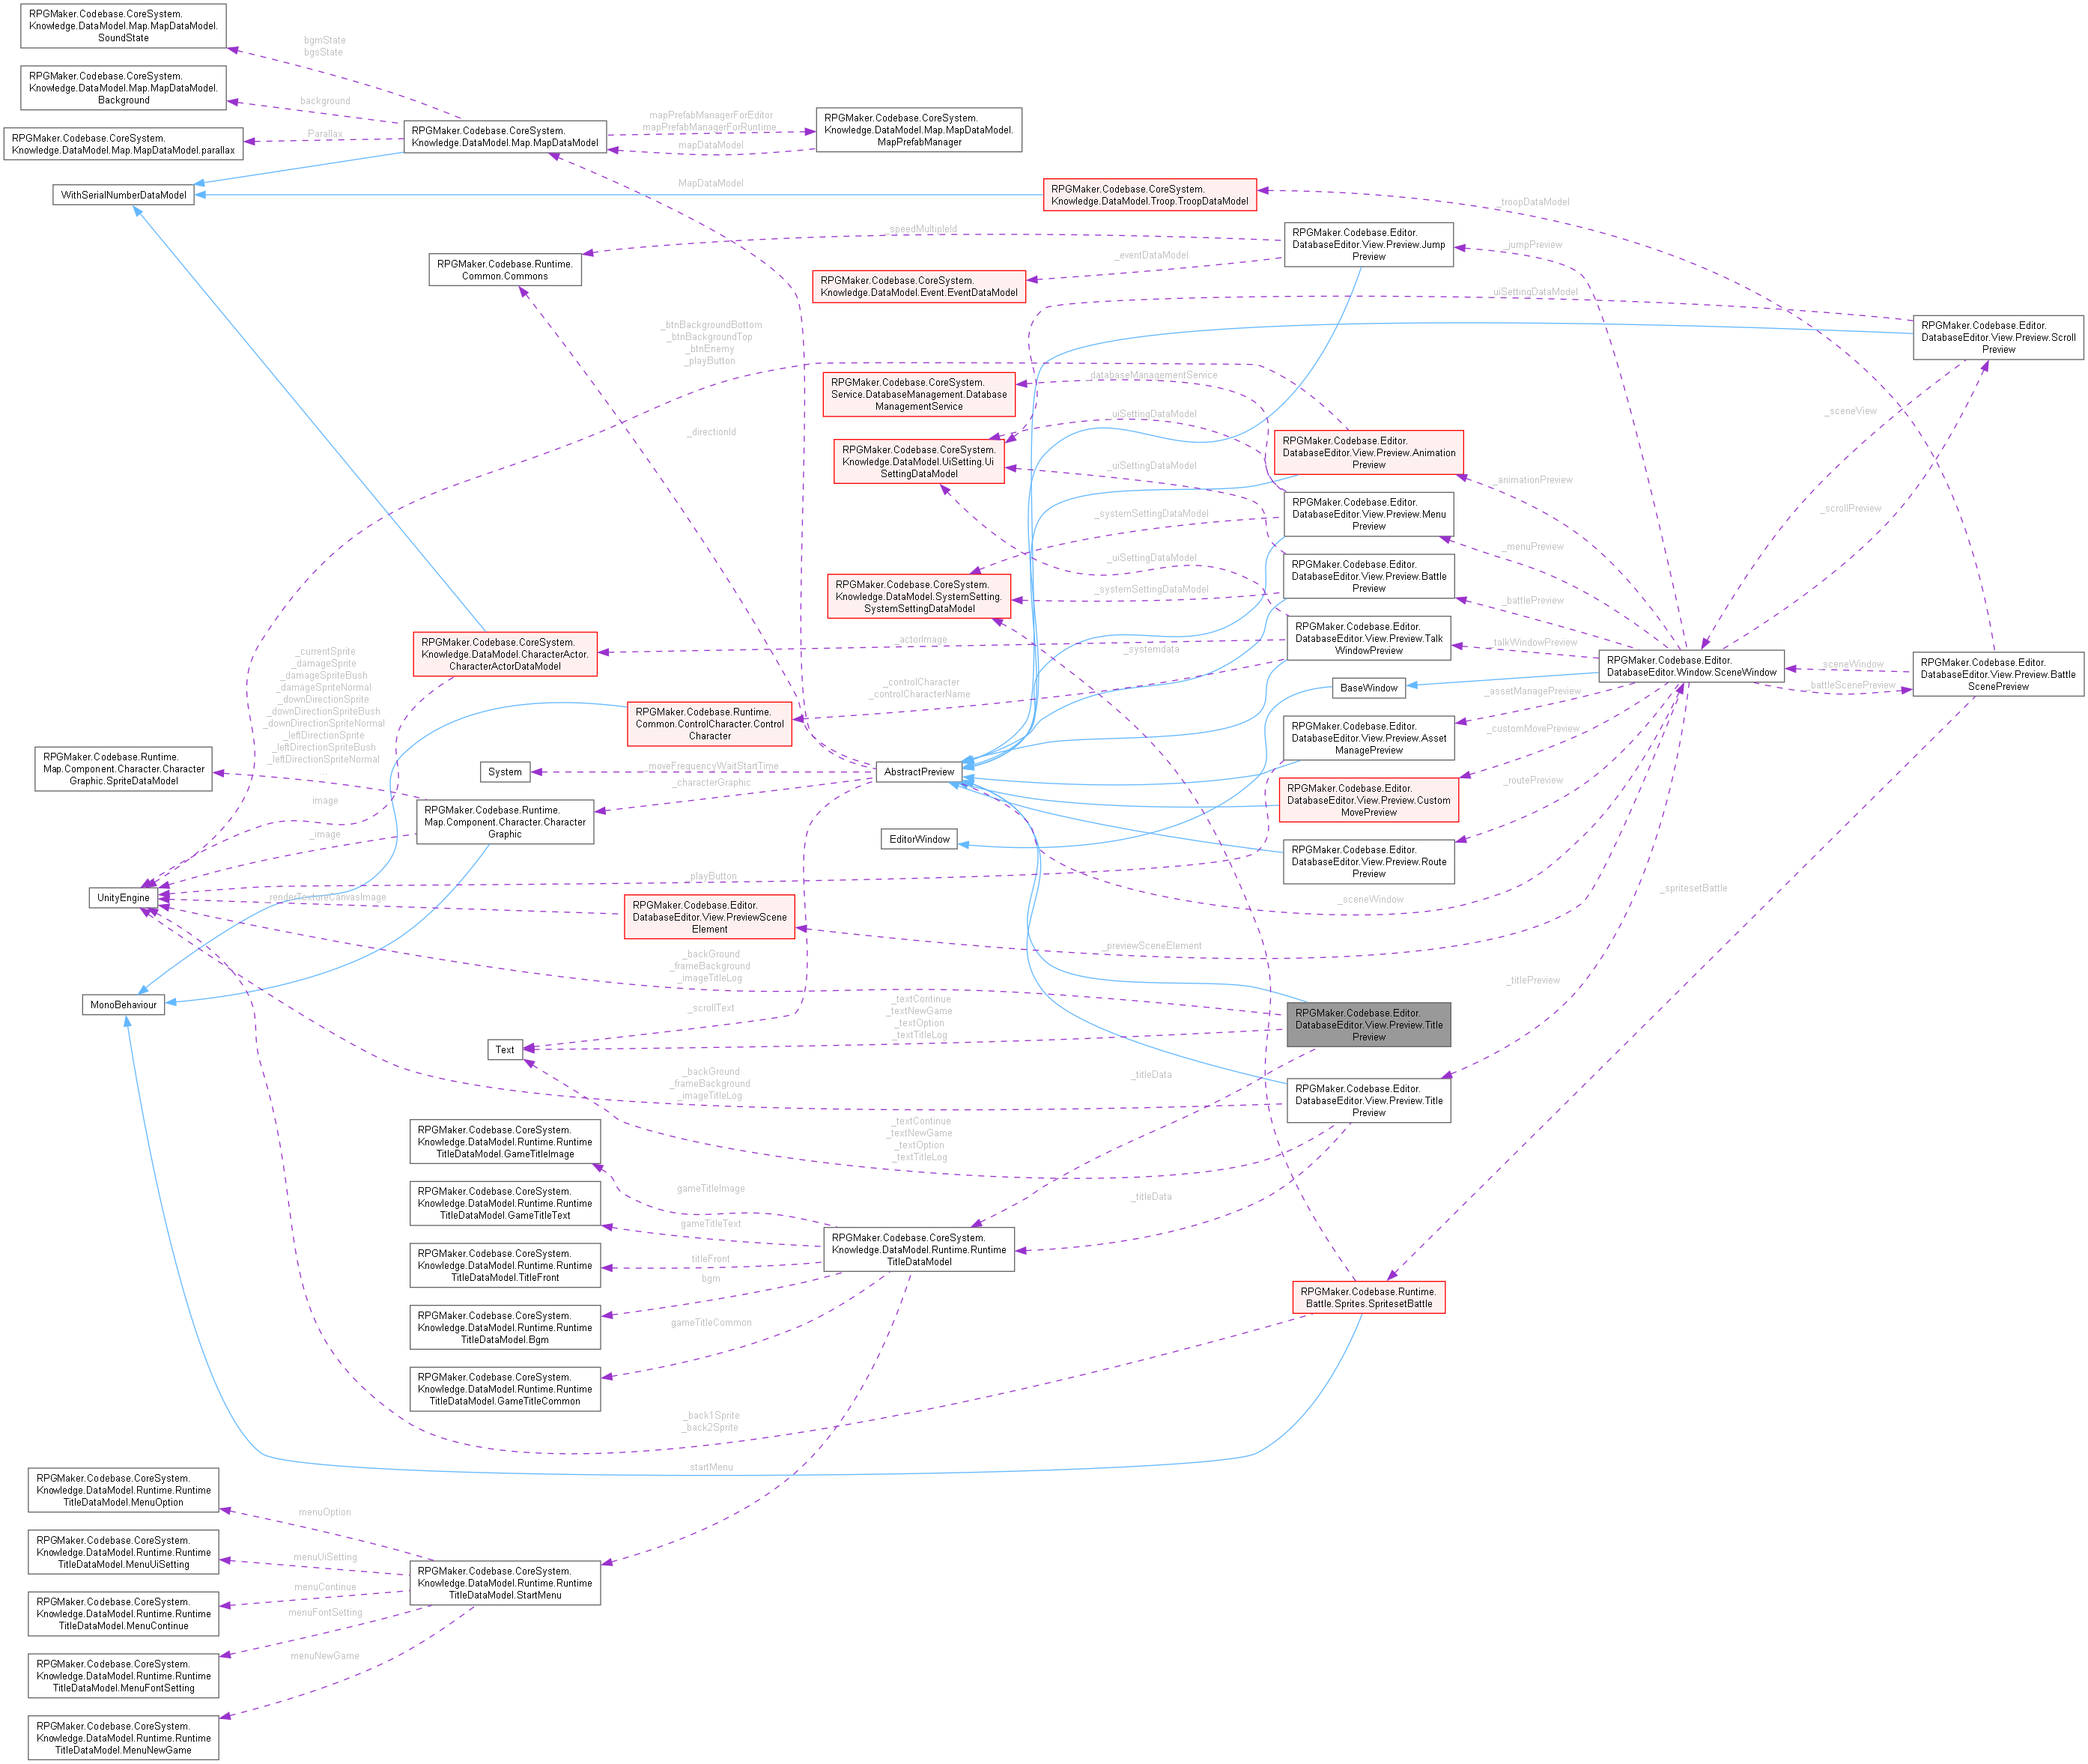 RPGMaker.Codebase.CoreSystem.
Knowledge.DataModel.Map.MapDataModel.
SoundState
bgmState
bgsState
RPGMaker.Codebase.CoreSystem.
Knowledge.DataModel.Map.MapDataModel.
Background
background
RPGMaker.Codebase.CoreSystem.
Knowledge.DataModel.Map.MapDataModel.parallax
Parallax
RPGMaker.Codebase.CoreSystem.
Knowledge.DataModel.Map.MapDataModel
mapPrefabManagerForEditor
mapPrefabManagerForRuntime
mapDataModel
RPGMaker.Codebase.CoreSystem.
Knowledge.DataModel.Map.MapDataModel.
MapPrefabManager
WithSerialNumberDataModel
MapDataModel
RPGMaker.Codebase.CoreSystem.
Knowledge.DataModel.Troop.TroopDataModel
_troopDataModel
_speedMultipleId
RPGMaker.Codebase.Editor.
DatabaseEditor.View.Preview.Jump
Preview
_jumpPreview
RPGMaker.Codebase.Runtime.
Common.Commons
_eventDataModel
RPGMaker.Codebase.CoreSystem.
Knowledge.DataModel.Event.EventDataModel
uiSettingDataModel
RPGMaker.Codebase.Editor.
DatabaseEditor.View.Preview.Scroll
Preview
_btnBackgroundBottom
_btnBackgroundTop
_btnEnemy
_playButton
RPGMaker.Codebase.CoreSystem.
Service.DatabaseManagement.Database
ManagementService
databaseManagementService
_sceneView
_directionId
_uiSettingDataModel
RPGMaker.Codebase.CoreSystem.
Knowledge.DataModel.UiSetting.Ui
SettingDataModel
RPGMaker.Codebase.Editor.
DatabaseEditor.View.Preview.Animation
Preview
_uiSettingDataModel
_animationPreview
_scrollPreview
_systemSettingDataModel
RPGMaker.Codebase.Editor.
DatabaseEditor.View.Preview.Menu
Preview
_menuPreview
_uiSettingDataModel
RPGMaker.Codebase.Editor.
DatabaseEditor.View.Preview.Battle
Preview
_battlePreview
RPGMaker.Codebase.CoreSystem.
Knowledge.DataModel.SystemSetting.
SystemSettingDataModel
_systemSettingDataModel
RPGMaker.Codebase.CoreSystem.
Knowledge.DataModel.CharacterActor.
CharacterActorDataModel
_actorImage
_systemdata
RPGMaker.Codebase.Editor.
DatabaseEditor.View.Preview.Talk
WindowPreview
_talkWindowPreview
RPGMaker.Codebase.Editor.
DatabaseEditor.Window.SceneWindow
_sceneWindow
_battleScenePreview
RPGMaker.Codebase.Editor.
DatabaseEditor.View.Preview.Battle
ScenePreview
_currentSprite
_damageSprite
_damageSpriteBush
_damageSpriteNormal
_downDirectionSprite
_downDirectionSpriteBush
_downDirectionSpriteNormal
_leftDirectionSprite
_leftDirectionSpriteBush
_leftDirectionSpriteNormal
_controlCharacter
_controlCharacterName
BaseWindow
_assetManagePreview
RPGMaker.Codebase.Runtime.
Common.ControlCharacter.Control
Character
RPGMaker.Codebase.Editor.
DatabaseEditor.View.Preview.Asset
ManagePreview
_customMovePreview
RPGMaker.Codebase.Runtime.
Map.Component.Character.Character
Graphic.SpriteDataModel
System
_moveFrequencyWaitStartTime
_characterGraphic
AbstractPreview
RPGMaker.Codebase.Editor.
DatabaseEditor.View.Preview.Custom
MovePreview
_routePreview
image
_image
RPGMaker.Codebase.Runtime.
Map.Component.Character.Character
Graphic
EditorWindow
RPGMaker.Codebase.Editor.
DatabaseEditor.View.Preview.Route
Preview
_playButton
UnityEngine
renderTextureCanvasImage
RPGMaker.Codebase.Editor.
DatabaseEditor.View.PreviewScene
Element
_sceneWindow
_spritesetBattle
_previewSceneElement
_backGround
_frameBackground
_imageTitleLog
_titlePreview
MonoBehaviour
_scrollText
_textContinue
_textNewGame
_textOption
_textTitleLog
RPGMaker.Codebase.Editor.
DatabaseEditor.View.Preview.Title
Preview
Text
_backGround
_frameBackground
_imageTitleLog
_titleData
RPGMaker.Codebase.Editor.
DatabaseEditor.View.Preview.Title
Preview
_textContinue
_textNewGame
_textOption
_textTitleLog
RPGMaker.Codebase.CoreSystem.
Knowledge.DataModel.Runtime.Runtime
TitleDataModel.GameTitleImage
gameTitleImage
_titleData
RPGMaker.Codebase.CoreSystem.
Knowledge.DataModel.Runtime.Runtime
TitleDataModel.GameTitleText
gameTitleText
RPGMaker.Codebase.CoreSystem.
Knowledge.DataModel.Runtime.Runtime
TitleDataModel
RPGMaker.Codebase.CoreSystem.
Knowledge.DataModel.Runtime.Runtime
TitleDataModel.TitleFront
titleFront
bgm
RPGMaker.Codebase.Runtime.
Battle.Sprites.SpritesetBattle
RPGMaker.Codebase.CoreSystem.
Knowledge.DataModel.Runtime.Runtime
TitleDataModel.Bgm
gameTitleCommon
RPGMaker.Codebase.CoreSystem.
Knowledge.DataModel.Runtime.Runtime
TitleDataModel.GameTitleCommon
_back1Sprite
_back2Sprite
startMenu
RPGMaker.Codebase.CoreSystem.
Knowledge.DataModel.Runtime.Runtime
TitleDataModel.MenuOption
menuOption
RPGMaker.Codebase.CoreSystem.
Knowledge.DataModel.Runtime.Runtime
TitleDataModel.MenuUiSetting
menuUiSetting
RPGMaker.Codebase.CoreSystem.
Knowledge.DataModel.Runtime.Runtime
TitleDataModel.StartMenu
RPGMaker.Codebase.CoreSystem.
Knowledge.DataModel.Runtime.Runtime
TitleDataModel.MenuContinue
menuContinue
menuFontSetting
RPGMaker.Codebase.CoreSystem.
Knowledge.DataModel.Runtime.Runtime
TitleDataModel.MenuFontSetting
menuNewGame
RPGMaker.Codebase.CoreSystem.
Knowledge.DataModel.Runtime.Runtime
TitleDataModel.MenuNewGame